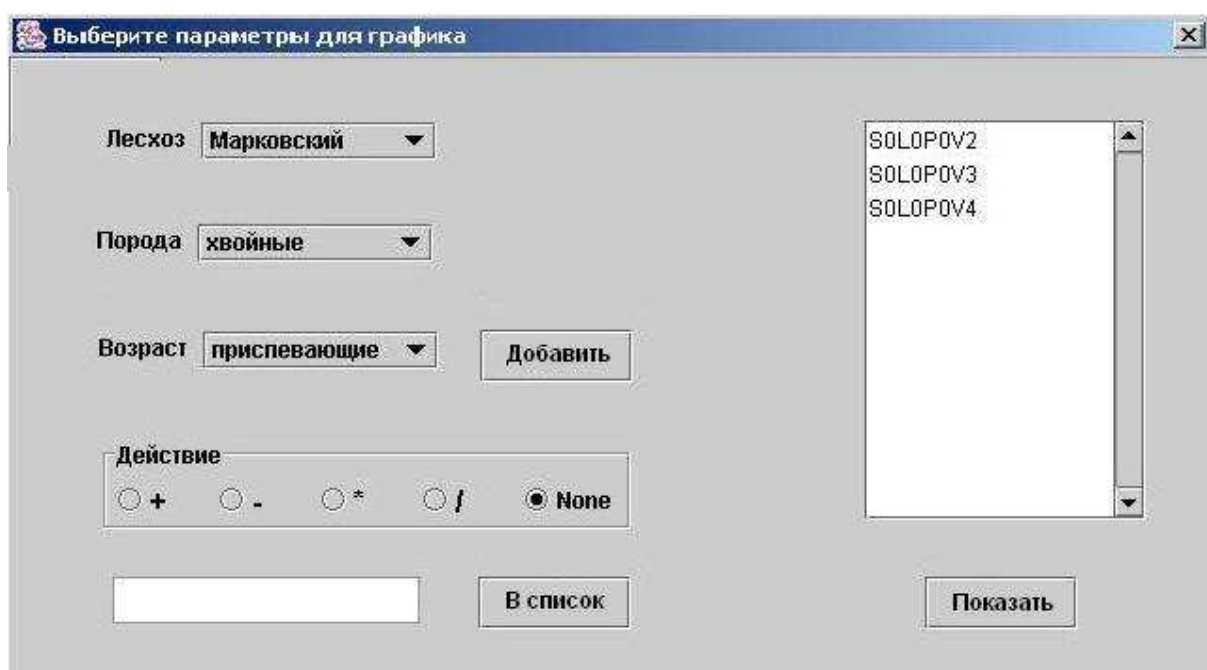 Выберите параметры для графика
Лесхоз Марковский
Порода хвойные
Возраст приспевающие Добавить
Действие
+ - * / None
В список
S0L0P0V2
S0L0P0V3
S0L0P0V4
Показать